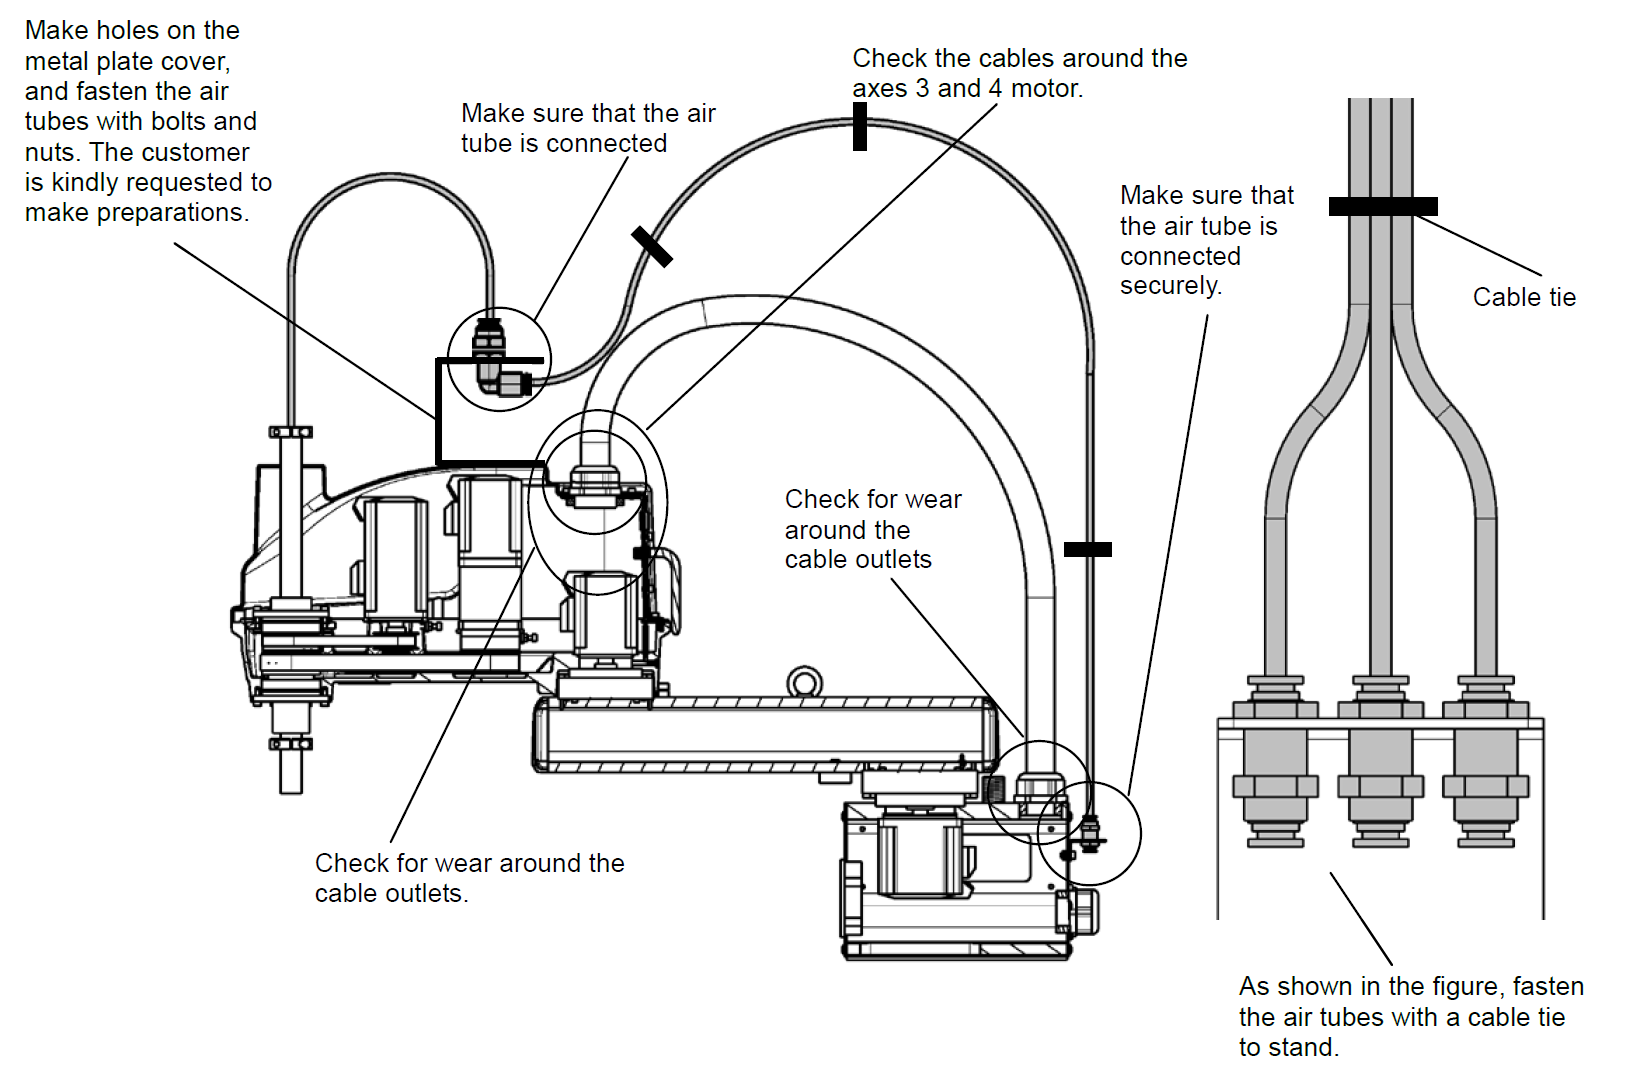 Make holes on the
metal plate cover,
and fasten the air
tubes with bolts and
nuts. The customer
is kindly requested to
make preparations.
Make sure that the air
tube is connected
Check the cables around the
axes 3 and 4 motor.
Make sure that
the air tube is
connected
securely.
Cable tie
Check for wear
around the
cable outlets
Check for wear around the
cable outlets.
As shown in the figure, fasten
the air tubes with a cable tie
to stand.